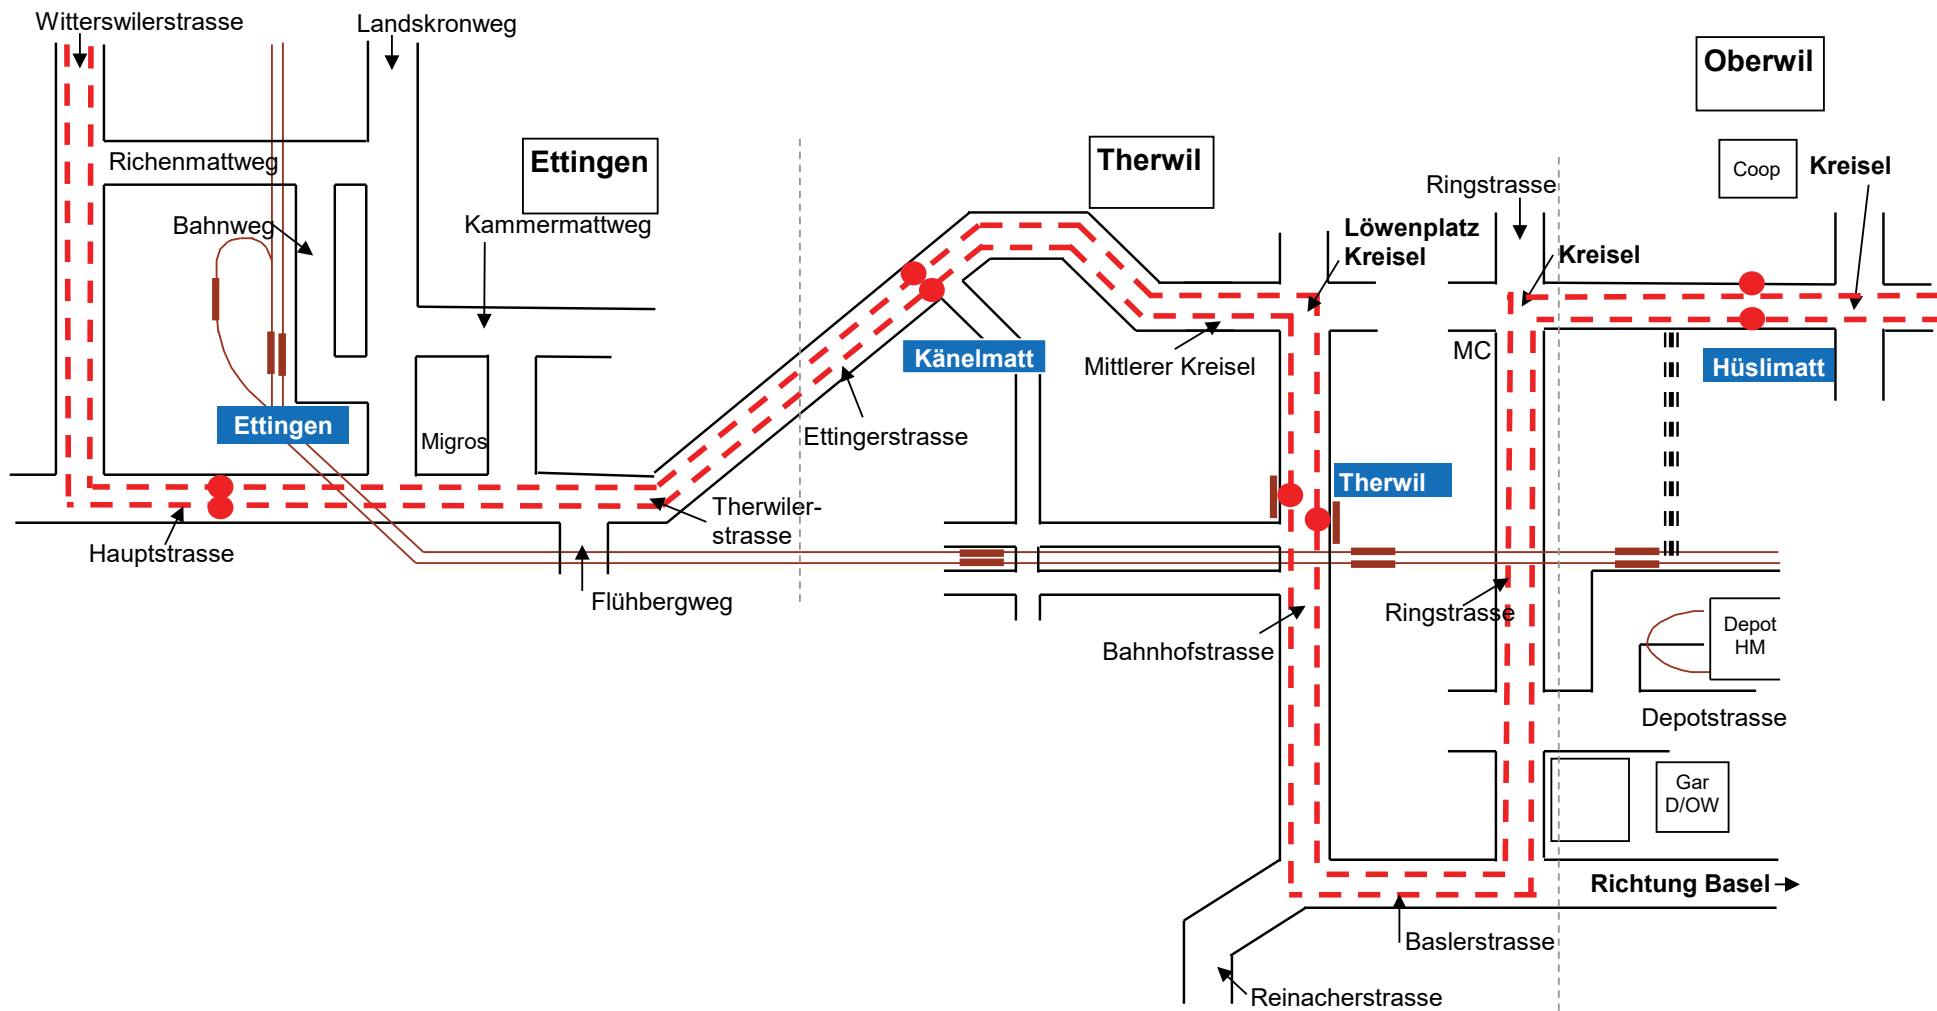 Witterswilerstrasse
Landskronweg
Oberwil
Ettingen
Therwil
Richenmattweg
Coop
Kreisel
Ringstrasse
Bahnweg
Kammermattweg
Löwenplatz
Kreisel
Kreisel
Känelmatt
Mittlerer Kreisel
MC
Hüslimatt
Ettingen
Migros
Ettingerstrasse
Therwil
Therwiler-
strasse
Hauptstrasse
Flühbergweg
Ringstrasse
Bahnhofstrasse
Depot
HM
Depotstrasse
Gar
D/OW
Richtung Basel
Baslerstrasse
Reinacherstrasse